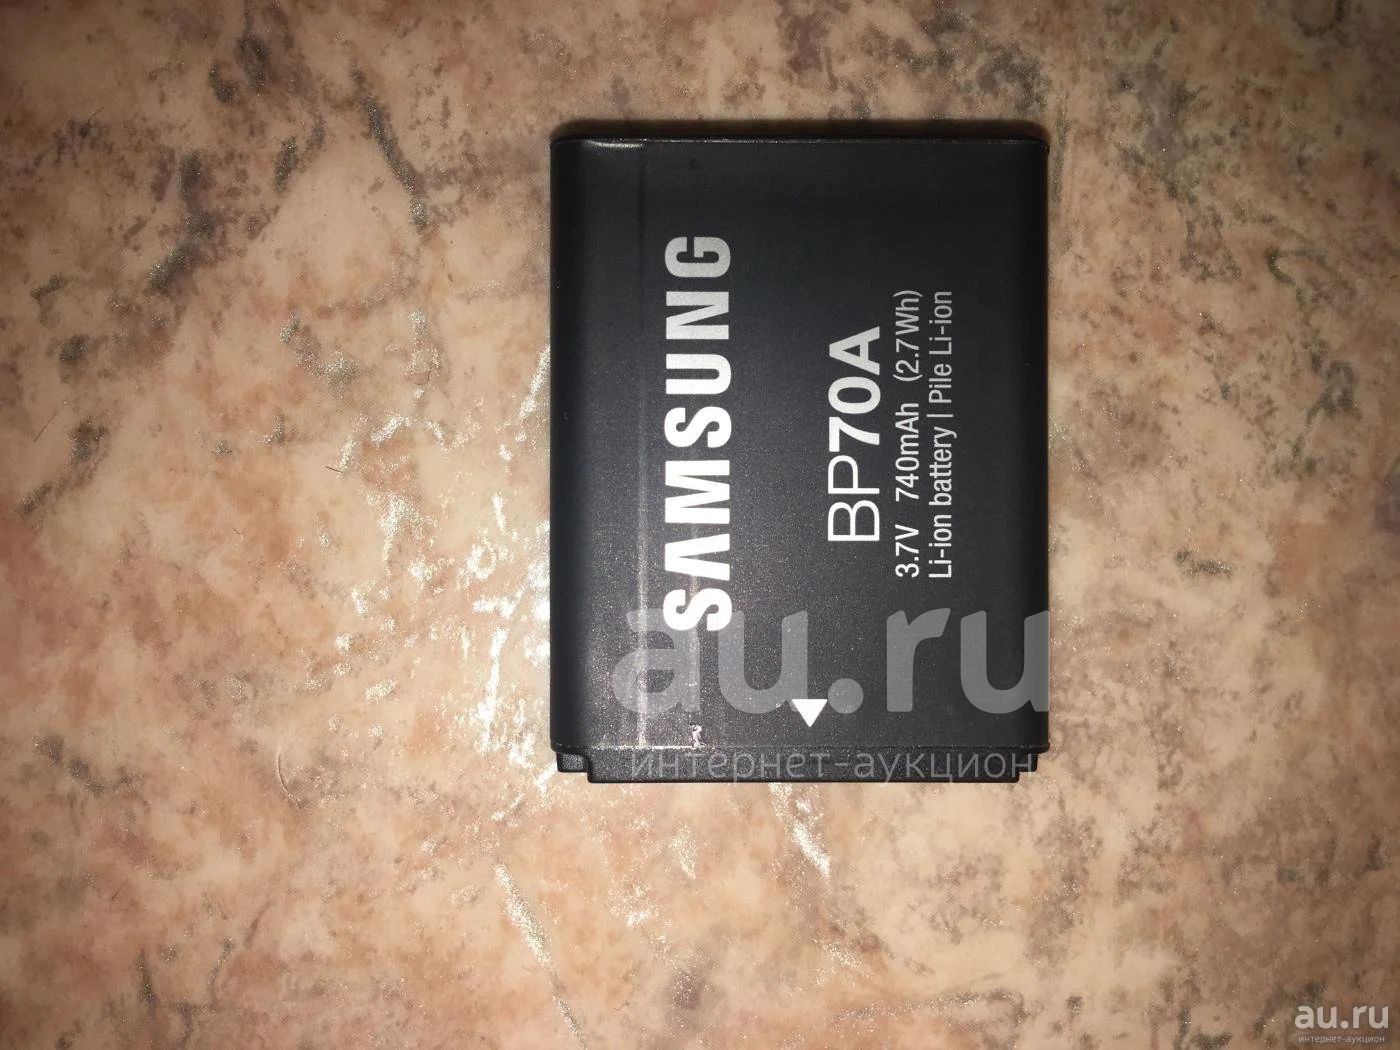 SAMSUNG
BP70A
3.7V 740mAh (2.7Wh)
Li-ion battery | Pile Li-ion
au.ru
интернет-аукцион
au.ru
интернет-аукцион